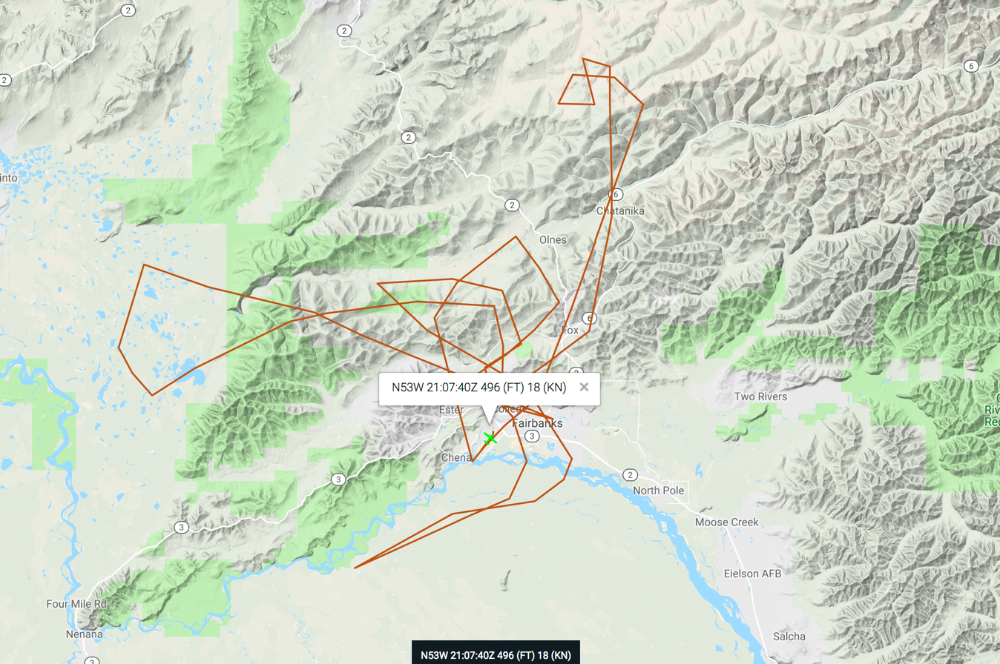 2
2
2
6
2
into
2
6
Chatanika
Olnes
6
Fox
N53W 21:07:40Z 496 (FT) 18 (KN) ×
Two Rivers
Ester
College
Fairbanks
3
Chena
2
3
North Pole
3
Moose Creek
Eielson AFB
Four Mile Rd
Nenana
Salcha
3
N53W 21:07:40Z 496 (FT) 18 (KN)